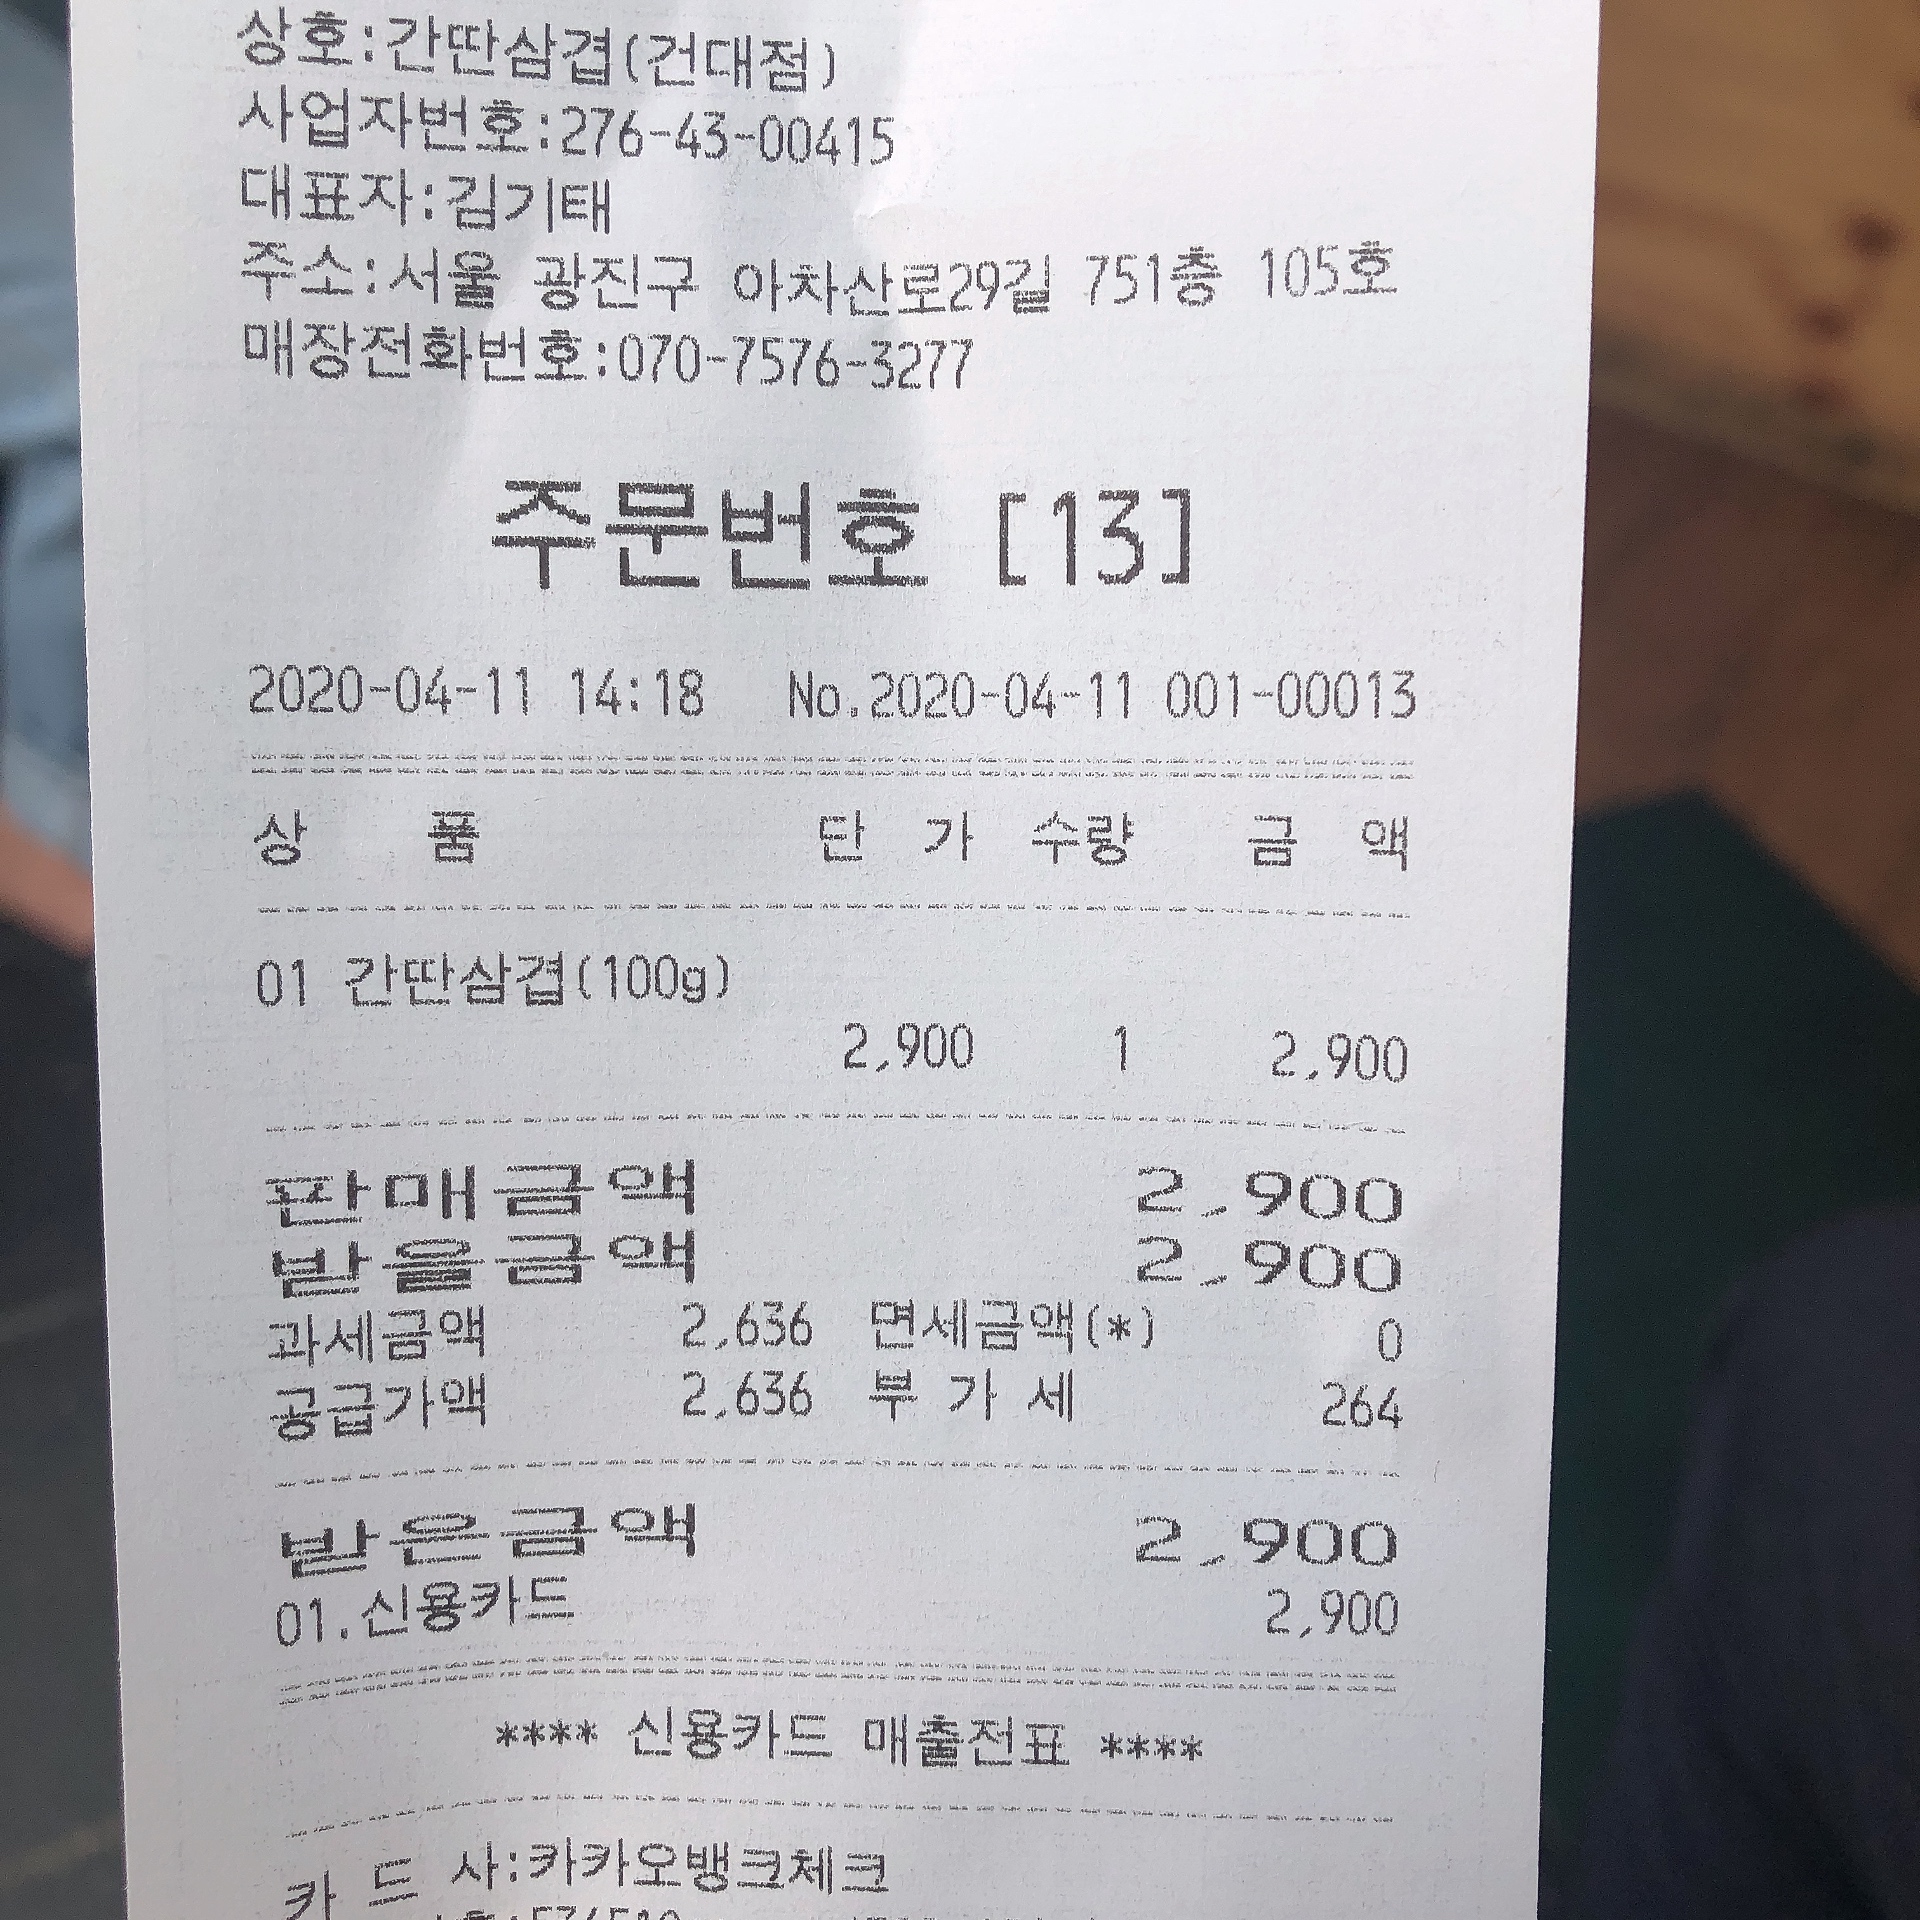 상호:간딴삼겹(건대점)
사업자번호:276-43-00415
대표자:김기태
주소:서울 광진구 아차산로29길 751층 105호
매장전화번호:070-7576-3277
주문번호 [13]
2020-04-11 14:18 No.2020-04-11 001-00013
상 품 단 가 수량 금 액
01 간딴삼겹(100g)
2,900 1 2,900
판매금액 2,900
받을금액 2,900
과세금액 2,636 면세금액(*) 0
공급가액 2,636 부 가 세 264
받은금액 2,900
01.신용카드 2,900
**** 신용카드 매출전표 ****
카 드 사:카카오뱅크체크